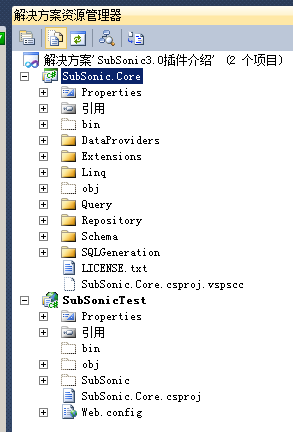 解决方案资源管理器
解决方案'SubSonic3.0插件介绍' (2 个项目)
SubSonic.Core
Properties
引用
bin
DataProviders
Extensions
Linq
obj
Query
Repository
Schema
SQLGeneration
LICENSE.txt
SubSonic.Core.csproj.vspscc
SubSonicTest
Properties
引用
bin
obj
SubSonic
SubSonic.Core.csproj
Web.config